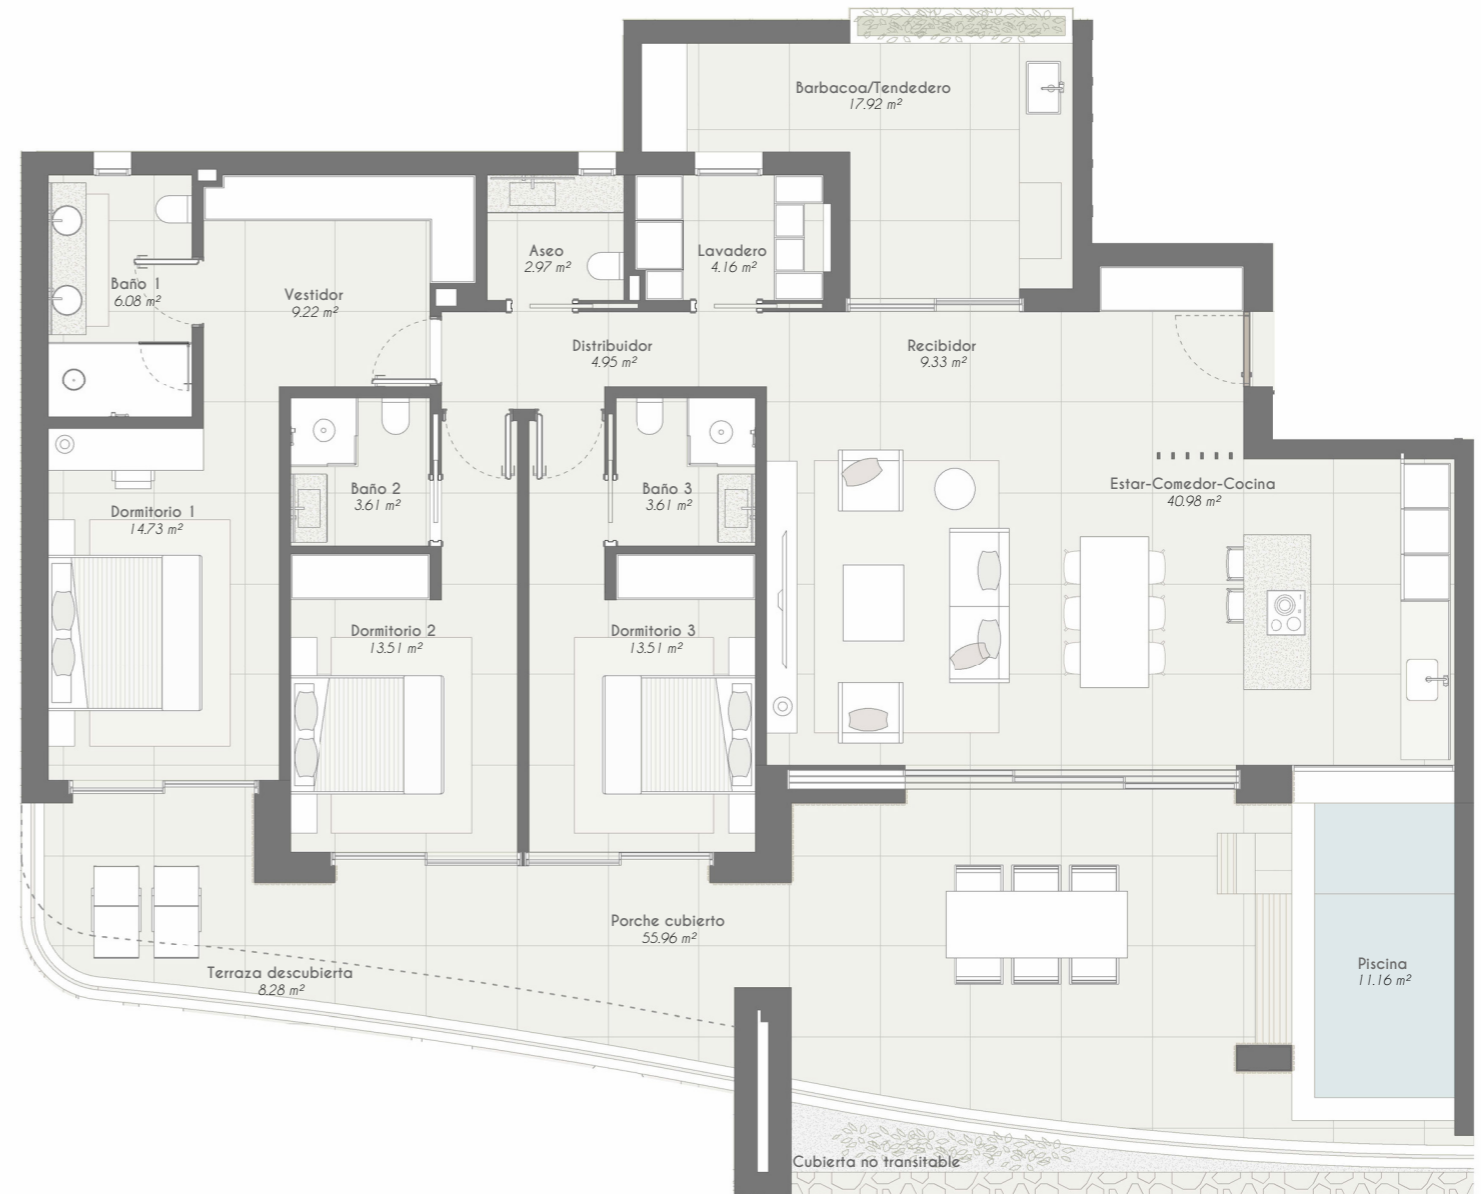 Barbacoa/Tendedero
17.92 m²
Aseo
2.97 m²
Lavadero
4.16 m²
Baño 1
6.08 m²
Vestidor
9.22 m²
Distribuidor
4.95 m²
Recibidor
9.33 m²
Baño 2
3.61 m²
Baño 3
3.61 m²
Estar-Comedor-Cocina
40.98 m²
Dormitorio 1
14.73 m²
Dormitorio 2
13.51 m²
Dormitorio 3
13.51 m²
Porche cubierto
55.96 m²
Terraza descubierta
8.28 m²
Piscina
11.16 m²
Cubierta no transitable